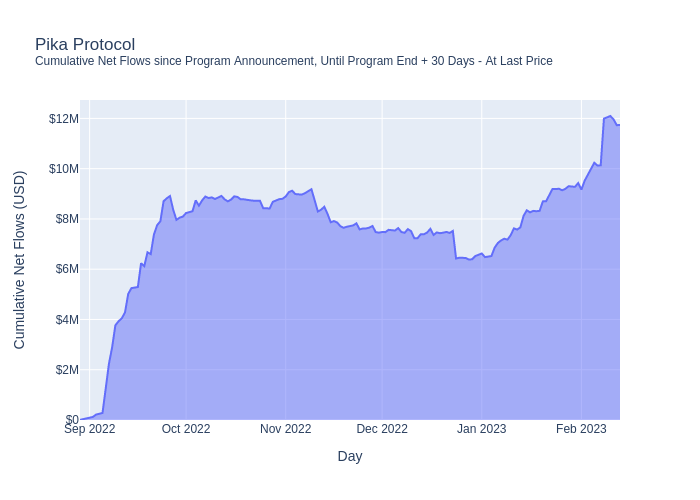 Pika Protocol
Cumulative Net Flows since Program Announcement, Until Program End + 30 Days - At Last Price
Cumulative Net Flows (USD)
$12M
$10M
$8M
$6M
$4M
$2M
$0
Sep 2022
Oct 2022
Nov 2022
Dec 2022
Jan 2023
Feb 2023
Day